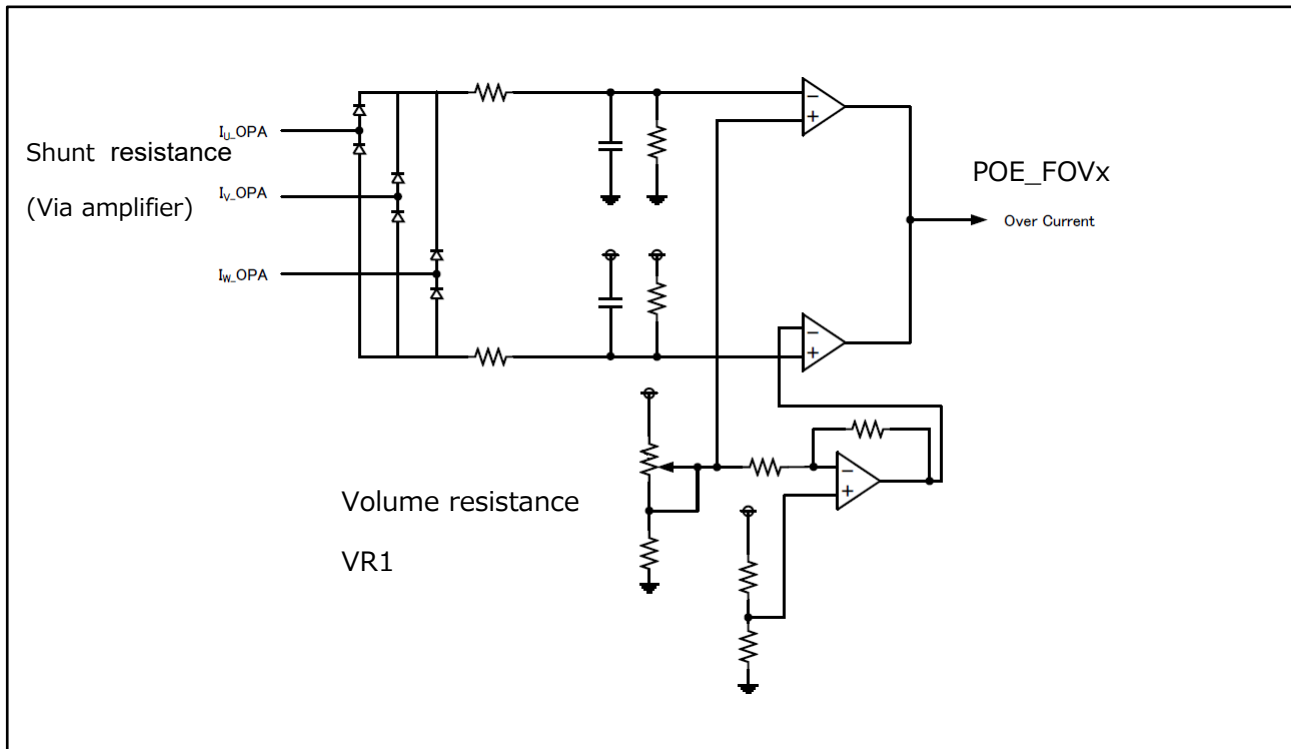 Shunt resistance
(Via amplifier)
IU_OPA
IV_OPA
IW_OPA
−
+
−
+
POE_FOVx
Over Current
−
+
Volume resistance
VR1